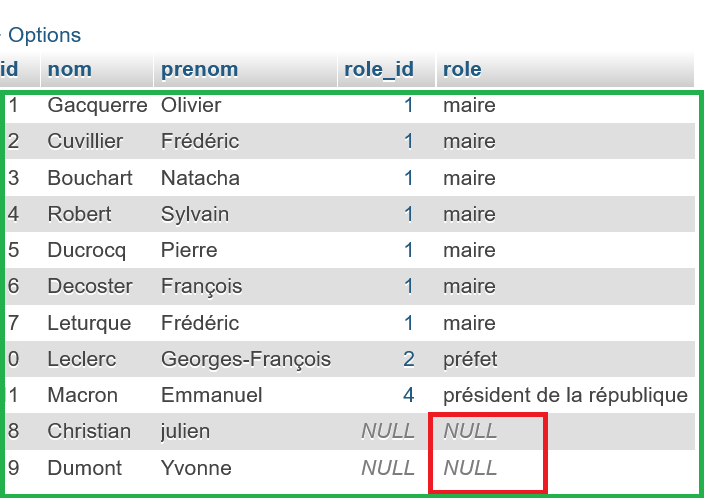 Options
id nom prenom role_id role
1 Gacquerre Olivier 1 maire
2 Cuvillier Frédéric 1 maire
3 Bouchart Natacha 1 maire
4 Robert Sylvain 1 maire
5 Ducrocq Pierre 1 maire
6 Decoster François 1 maire
7 Leturque Frédéric 1 maire
0 Leclerc Georges-François 2 préfet
1 Macron Emmanuel 4 président de la république
8 Christian julien NULL NULL
9 Dumont Yvonne NULL NULL